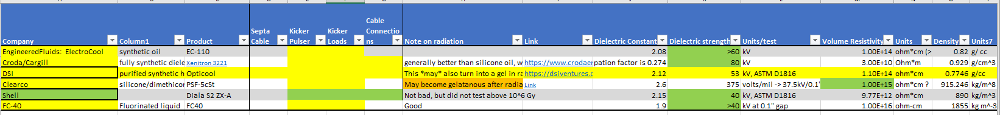 Cable
Septa Kicker Kicker Connectio
Company Column1 Product Cable Pulser Loads ns Note on radiation Link Dielectric Constant Dielectric strength Units/test Volume Resistivity Units Density Units7
EngineeredFluids: ElectroCool synthetic oil EC-110 2.08 >60 kV 1.00E+14 ohm*cm (> 0.82 g/ cc
Croda/Cargill fully synthetic diele Xenitron 3221 generally better than silicone oil, w https://www.crodaen pation factor is 0.274 80 kV 3.00E+10 Ohm*m 0.929 g/cm^3
DSI purified synthetic h Opticool This *may* also turn into a gel in ra https://dsiventures.c 2.12 53 kV, ASTM D1816 1.10E+14 ohm*cm 0.7746 g/cc
Clearco silicone/dimethicon PSF-5cSt May become gelatanous after radia Link 2.6 375 volts/mil -> 37.5kV/0.1" 1.00E+15 ohm*cm ? 915.246 kg/m^8
Shell Diala S2 ZX-A Not bad, but did not test above 10^6 Gy 2.15 40 kV, ASTM D1816 9.77E+12 ohm*cm 890 kg/m^3
FC-40 Fluorinated liquid FC40 Good 1.9 >40 kV at 0.1" gap 1.00E+16 ohm-cm 1855 kg m^-3